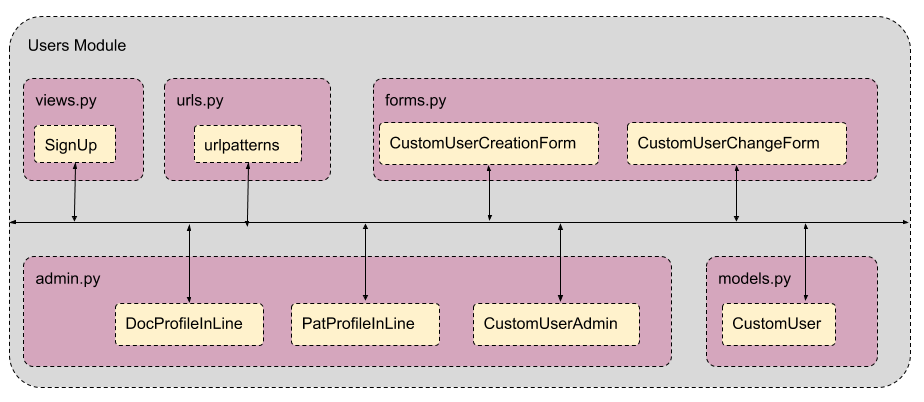 Users Module
views.py
SignUp
urls.py
urlpatterns
forms.py
CustomUserCreationForm
CustomUserChangeForm
admin.py
DocProfileInLine
PatProfileInLine
CustomUserAdmin
models.py
CustomUser